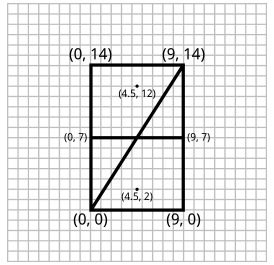 (0, 14) (9, 14)
(4.5, 12)
(0, 7) (9, 7)
(4.5, 2)
(0, 0) (9, 0)